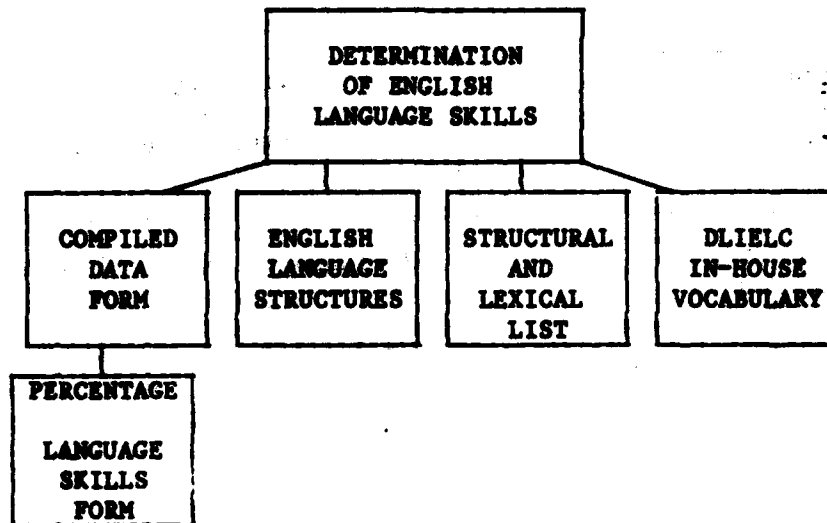 DETERMINATION
OF ENGLISH
LANGUAGE SKILLS
COMPILED
DATA
FORM
ENGLISH
LANGUAGE
STRUCTURES
STRUCTURAL
AND
LEXICAL
LIST
DLIELC
IN-HOUSE
VOCABULARY
PERCENTAGE
LANGUAGE
SKILLS
FORM